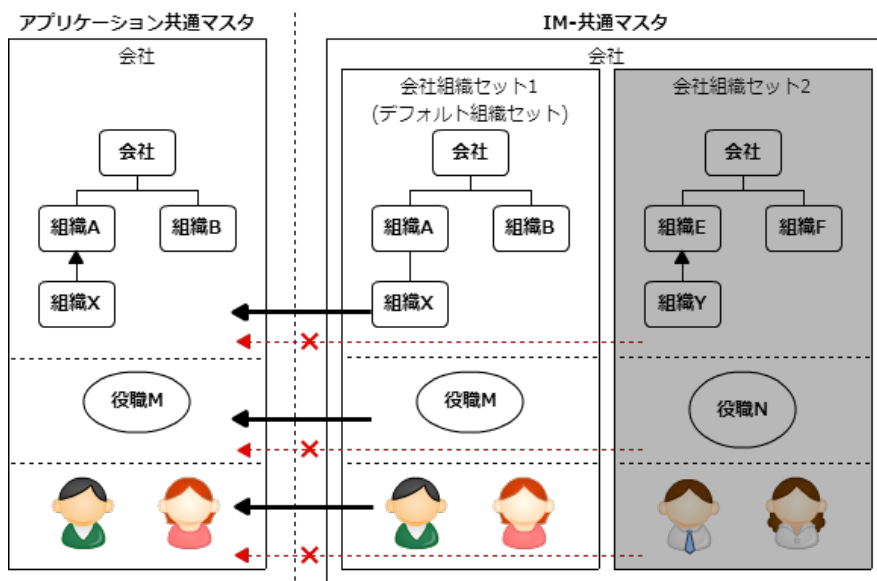 アプリケーション共通マスタ
IM-共通マスタ
会社
会社
会社組織セット1
(デフォルト組織セット)
会社組織セット2
会社
会社
会社
組織A
組織B
組織A
組織B
組織E
組織F
組織X
組織X
組織Y
役職M
役職M
役職N